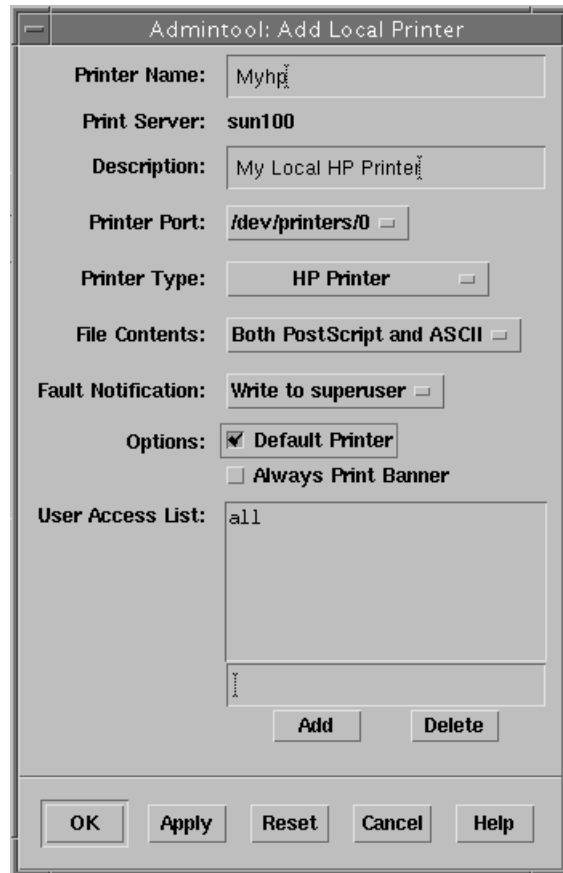 Admintool: Add Local Printer
Printer Name: Myhp
Print Server: sun100
Description: My Local HP Printer
Printer Port: /dev/printers/0
Printer Type: HP Printer
File Contents: Both PostScript and ASCII
Fault Notification: Write to superuser
Options: Default Printer
Always Print Banner
User Access List: all
Add Delete
OK Apply Reset Cancel Help